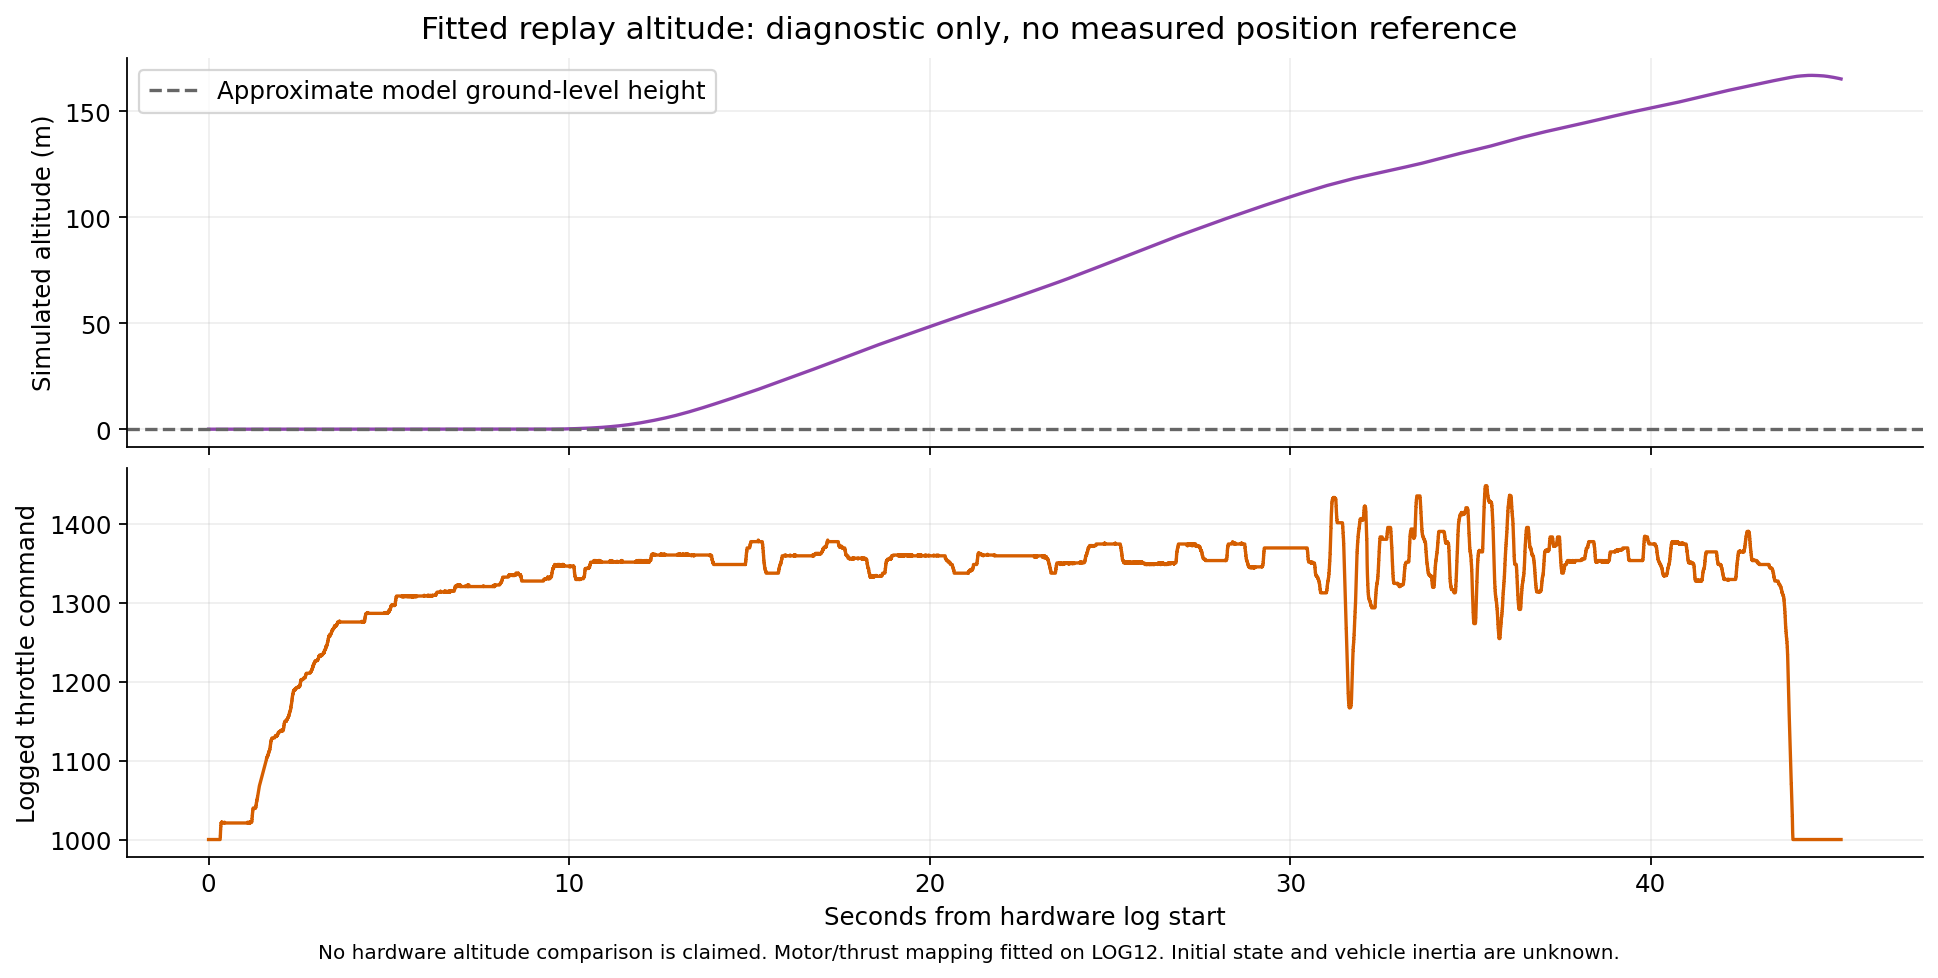 Fitted replay altitude: diagnostic only, no measured position reference
Approximate model ground-level height
Simulated altitude (m)
150
100
50
0
Logged throttle command
1400
1300
1200
1100
1000
0 10 20 30 40
Seconds from hardware log start
No hardware altitude comparison is claimed. Motor/thrust mapping fitted on LOG12. Initial state and vehicle inertia are unknown.